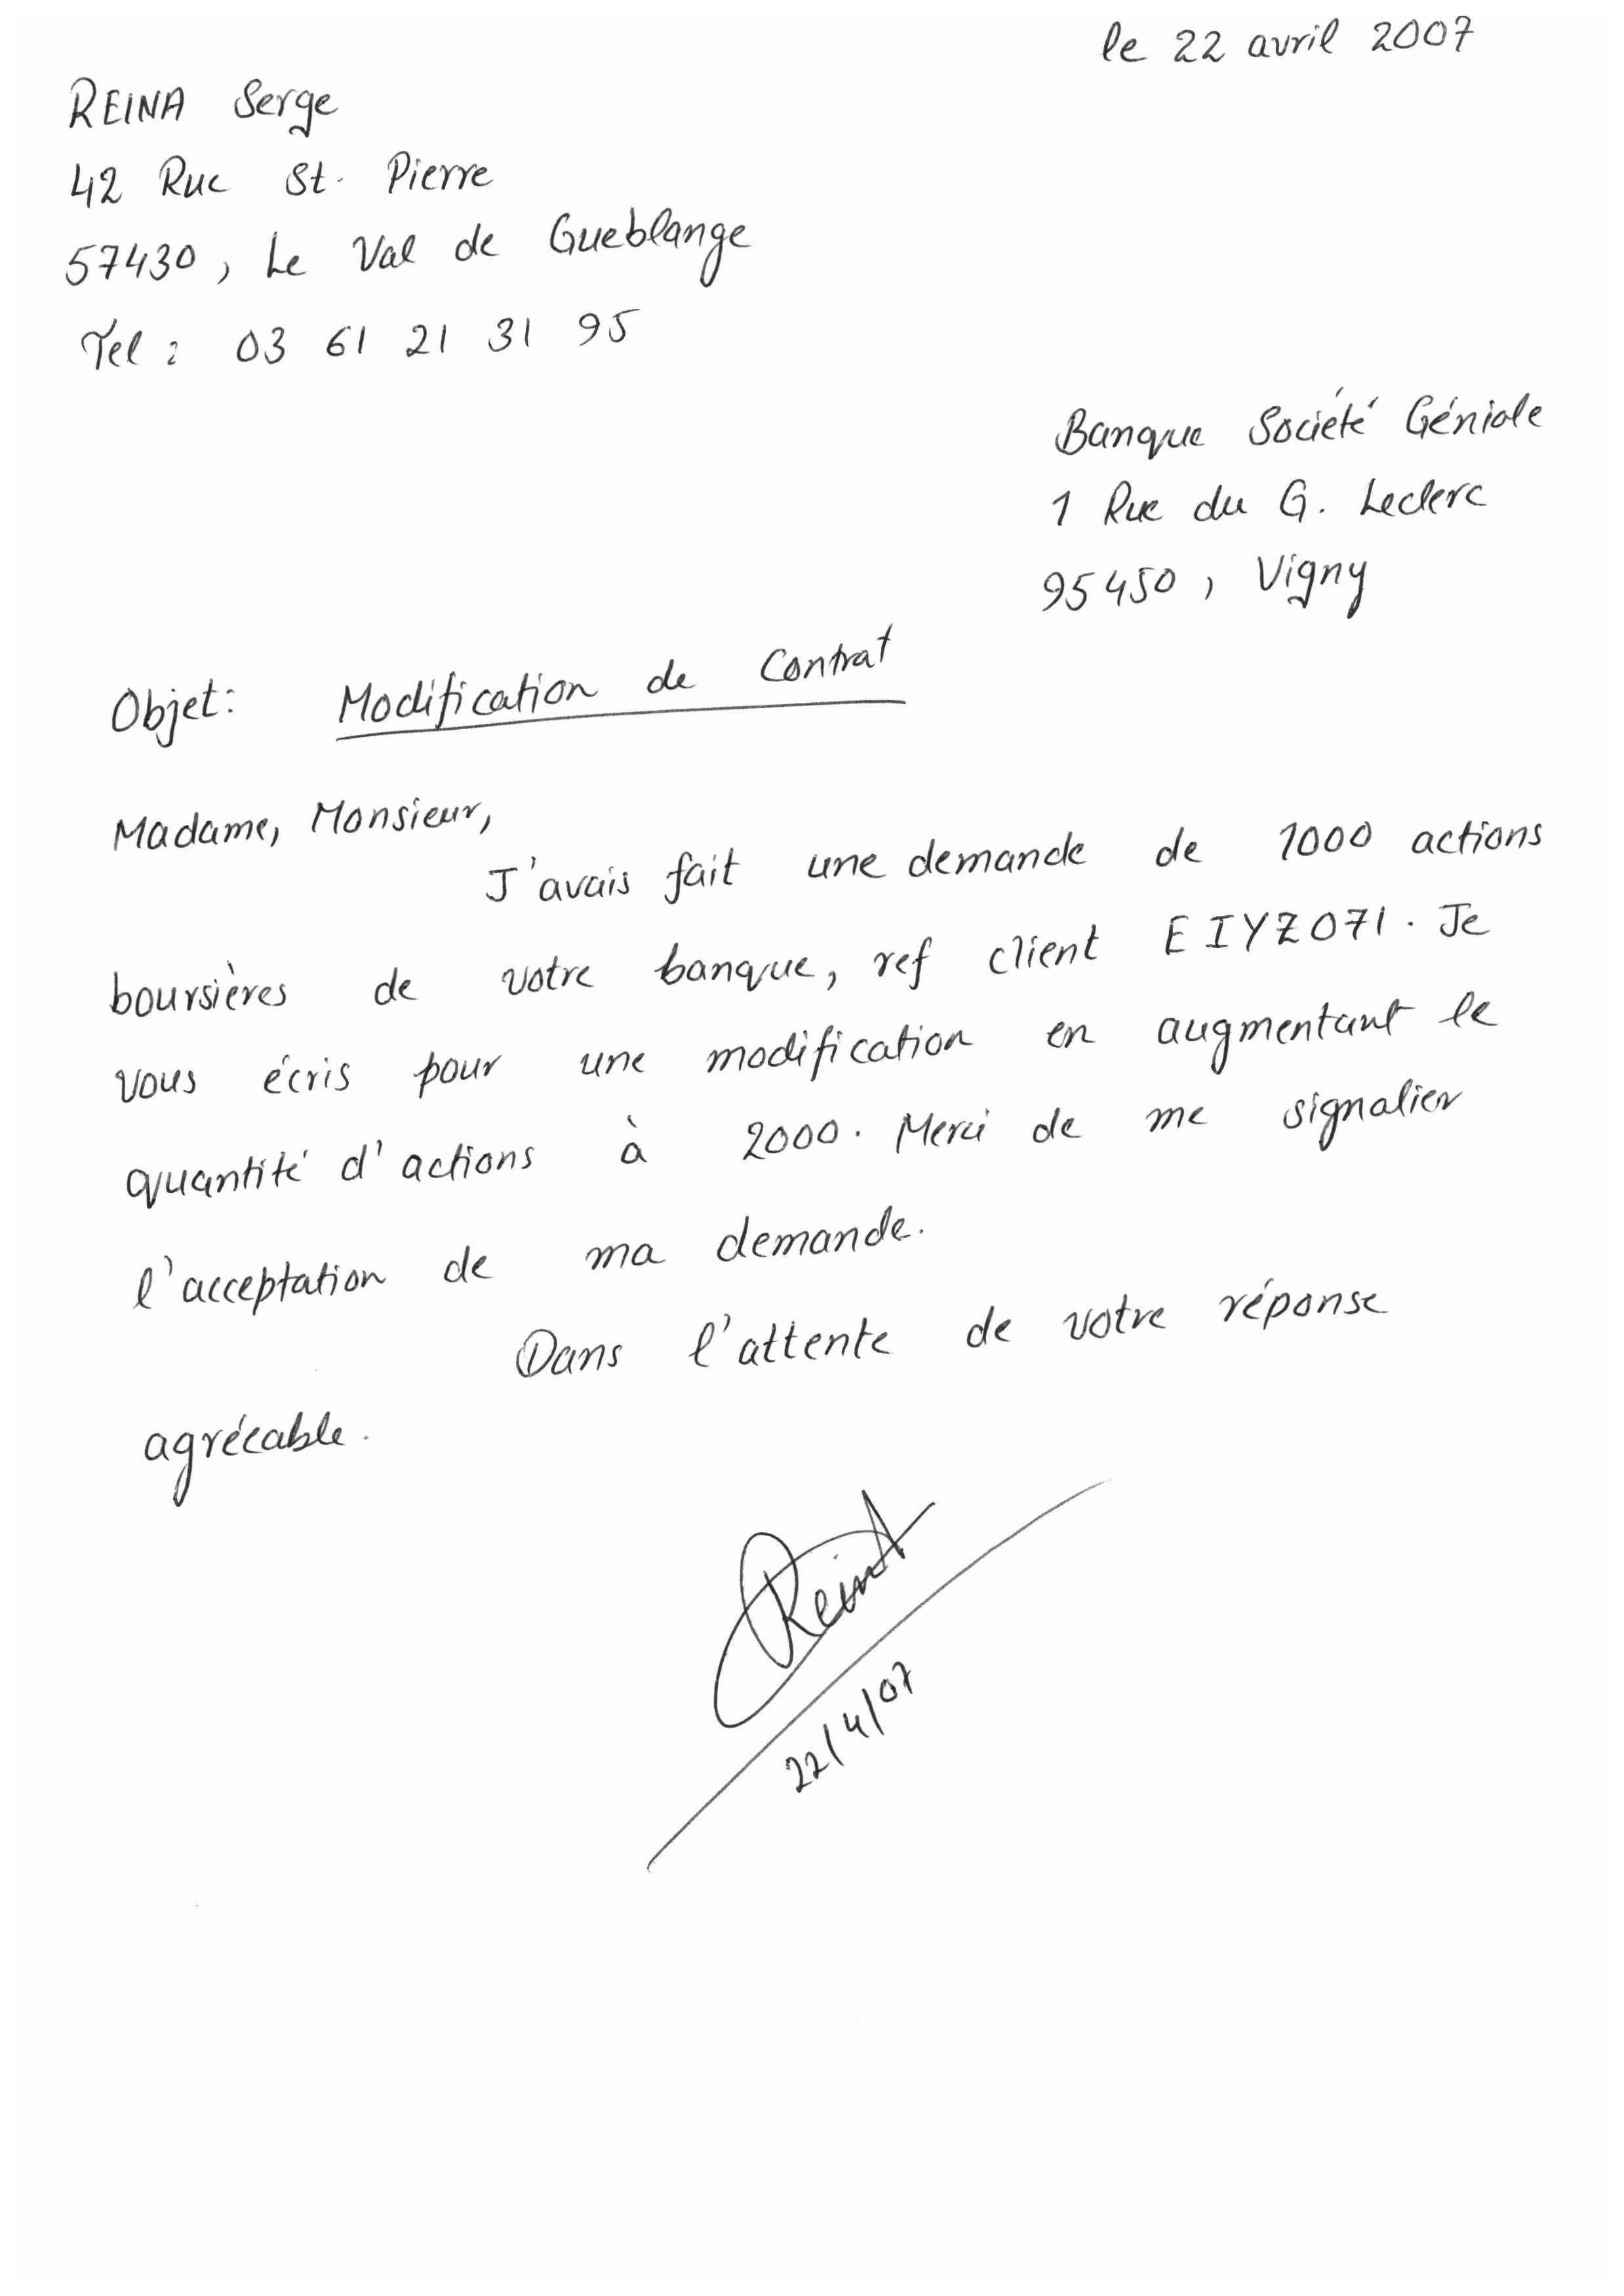 le 22 avril 2007
REINA Serge
42 Rue St. Pierre
57430, Le Val de Gueblange
Tel : 03 61 21 31 95
Banque Société Géniale
1 Rue du G. Leclerc
95450, Vigny
Objet: Modification de Contrat
Madame, Monsieur,
J'avais fait une demande de 1000 actions
boursières de votre banque, ref client EIYZ071. Je
vous écris pour une modification en augmentant le
quantité d'actions à 2000. Merci de me signalier
l'acceptation de ma demande.
Dans l'attente de votre réponse
agréeable.
Reina
22/4/07